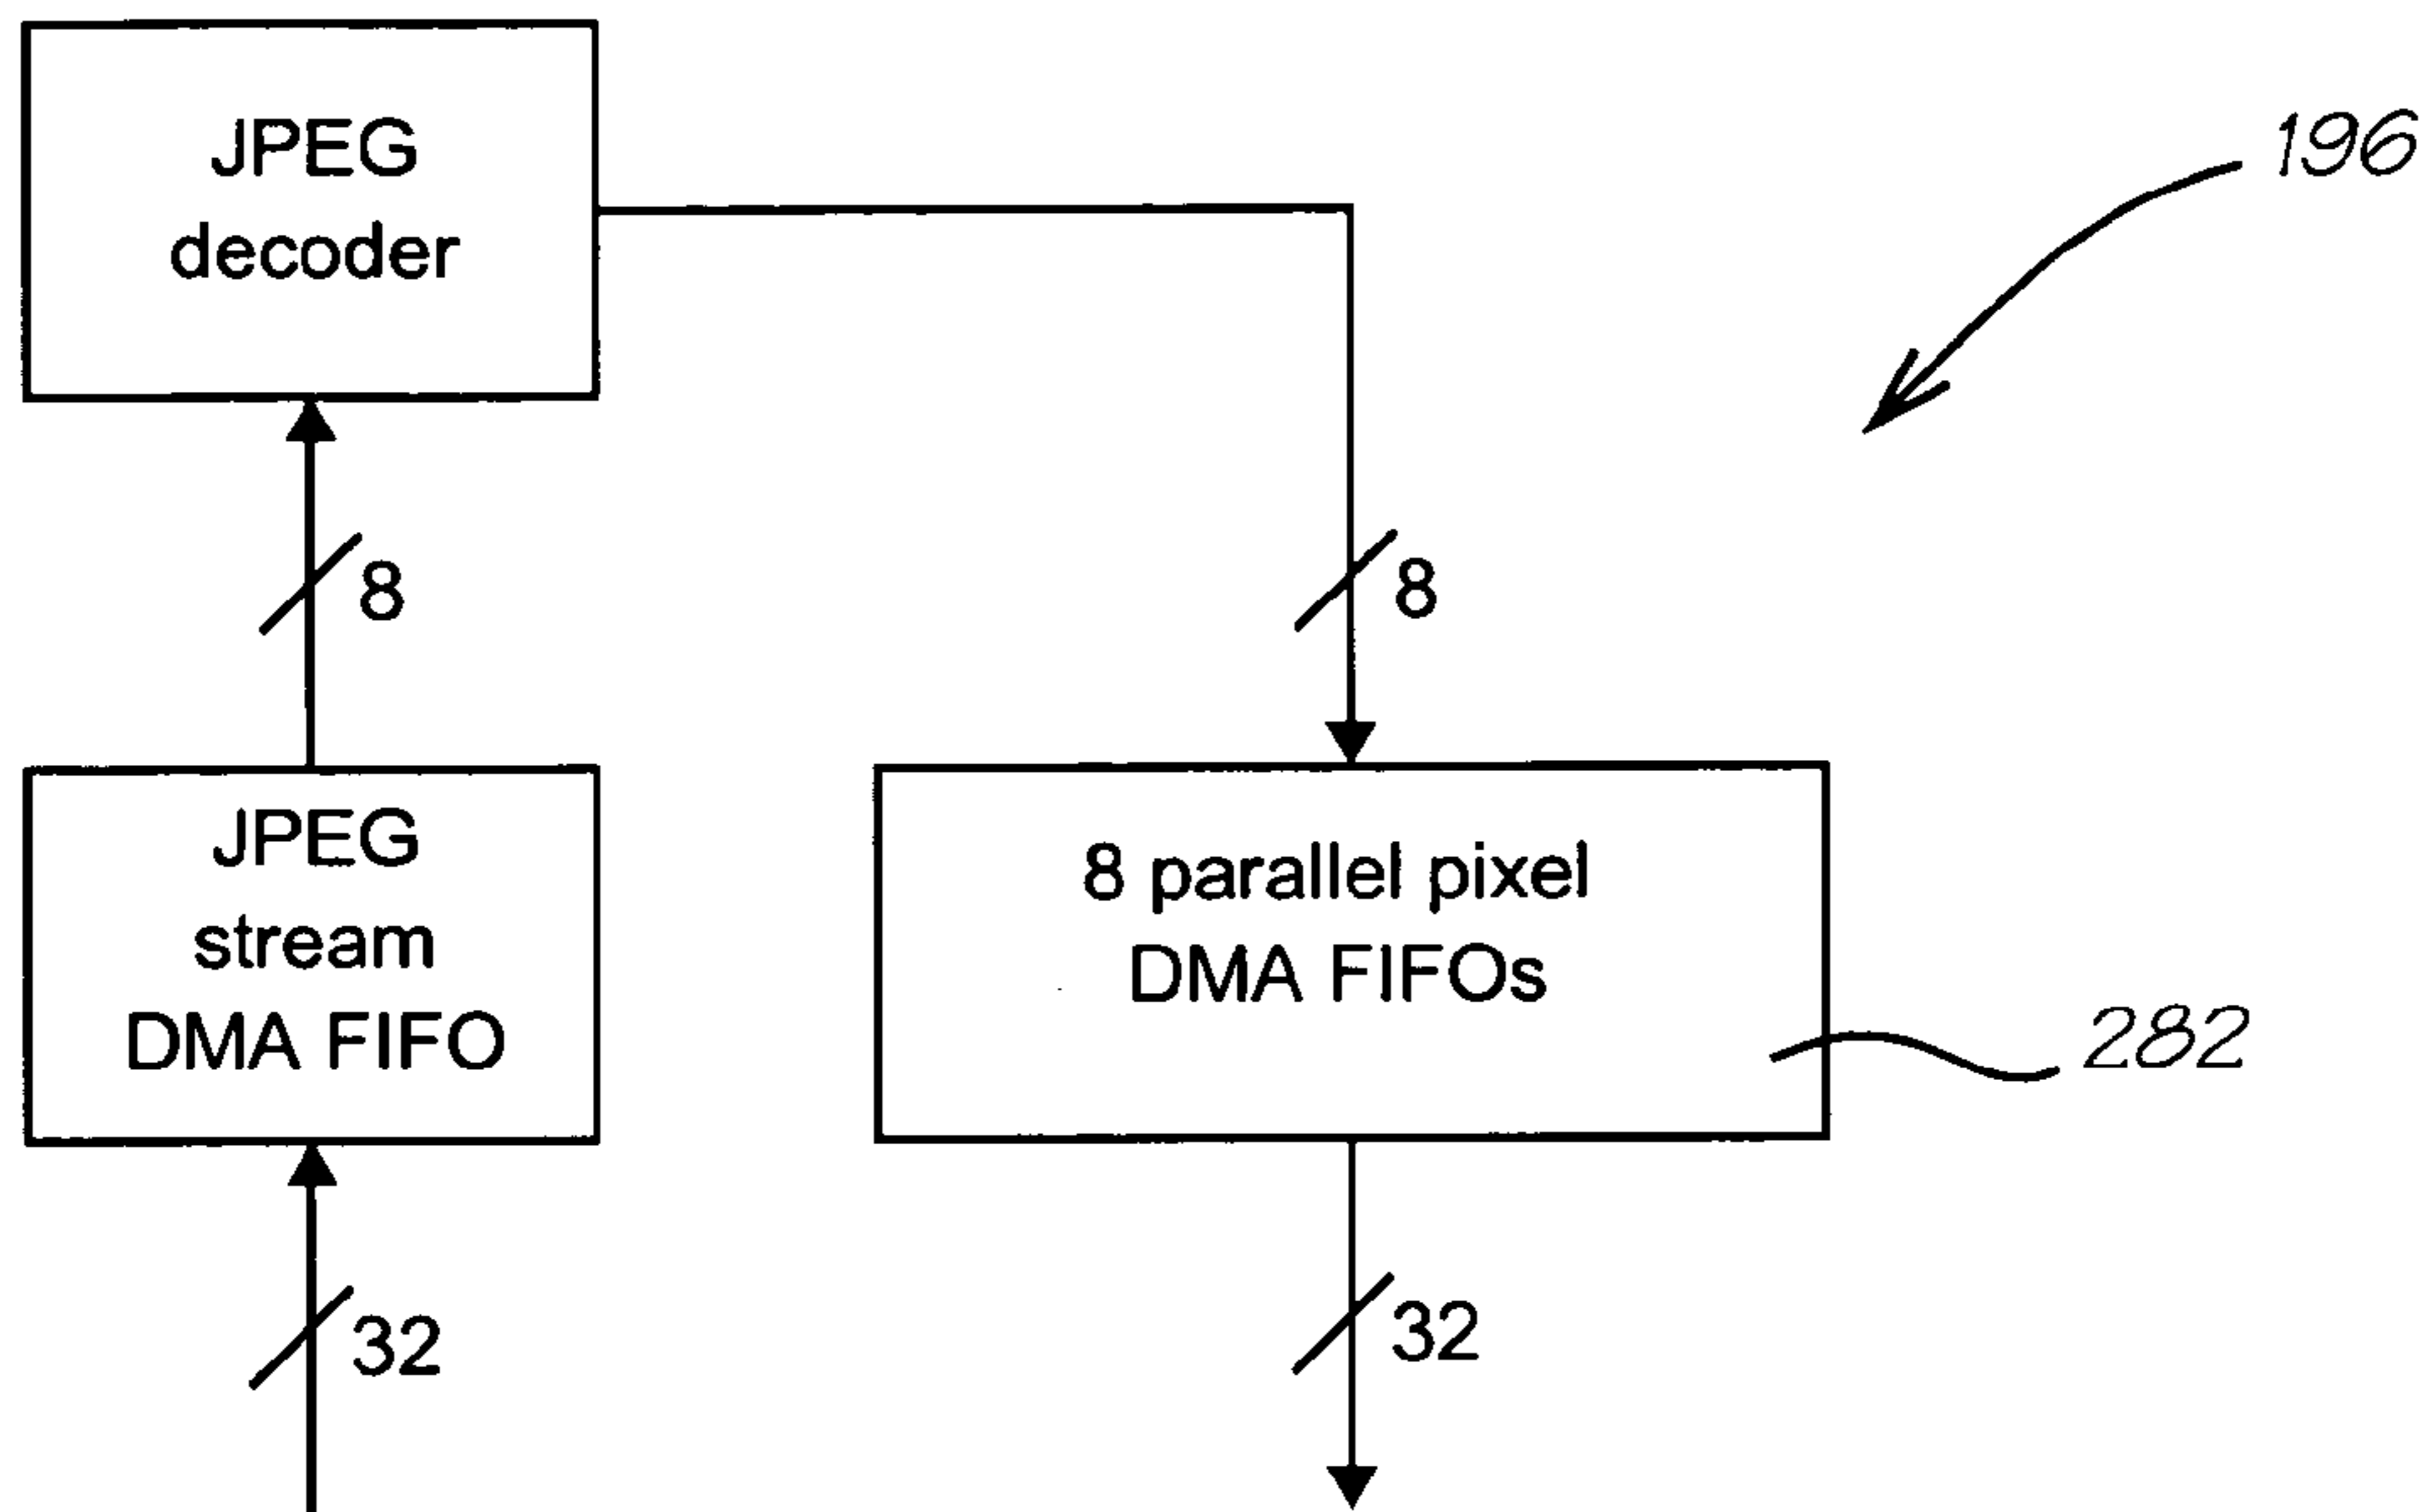 JPEG
decoder
196
8
8
JPEG
stream
DMA FIFO
8 parallel pixel
DMA FIFOs
282
32
32